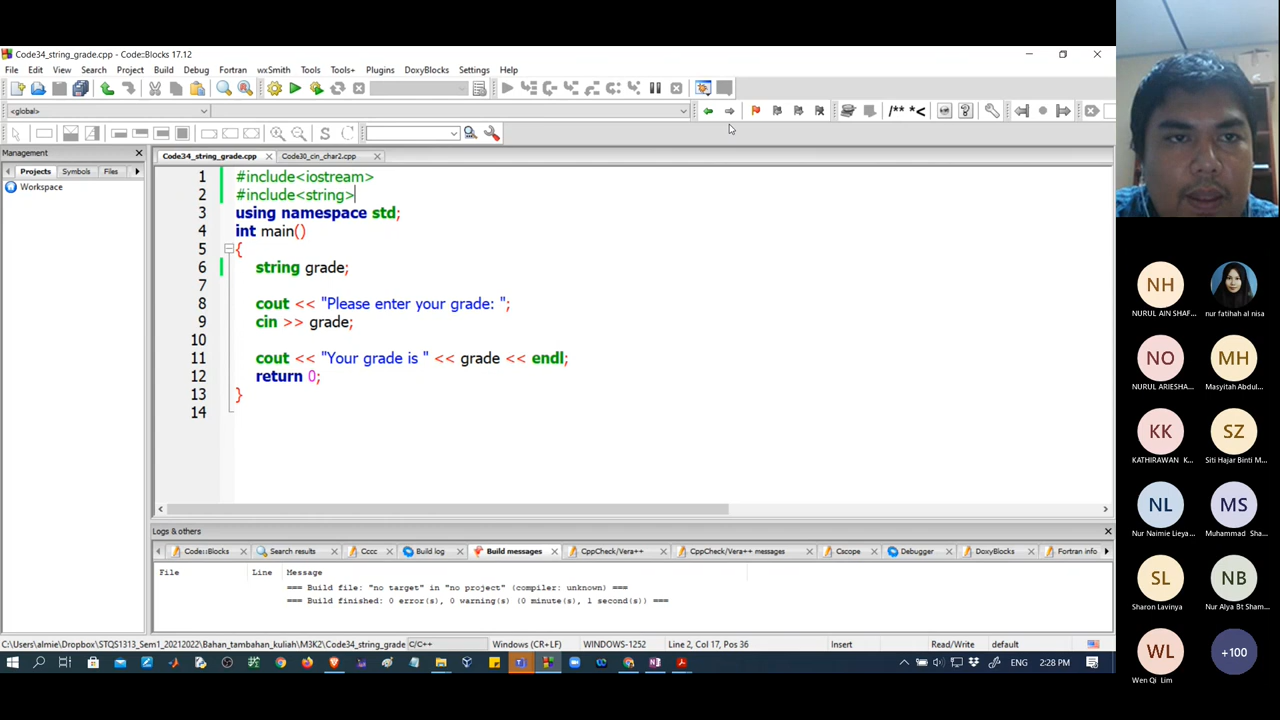 Code34_string_grade.cpp - Code::Blocks 17.12
File Edit View Search Project Build Debug Fortran wxSmith Tools Tools+ Plugins DoxyBlocks Settings Help
<global>
/** *<
S C
Management
Projects Symbols Files
Workspace
Code34_string_grade.cpp Code30_cin_char2.cpp
1 #include<iostream>
2 #include<string>
3 using namespace std;
4 int main()
5 {
6 string grade;
7
8 cout << "Please enter your grade: ";
9 cin >> grade;
10
11 cout << "Your grade is " << grade << endl;
12 return 0;
13 }
14
Logs & others
Code::Blocks Search results Cccc Build log Build messages CppCheck/Vera++ CppCheck/Vera++ messages Cscope Debugger DoxyBlocks Fortran info
File Line Message
=== Build file: "no target" in "no project" (compiler: unknown) ===
=== Build finished: 0 error(s), 0 warning(s) (0 minute(s), 1 second(s)) ===
C:\Users\almie\Dropbox\STQS1313_Sem1_20212022\Bahan_tambahan_kuliah\M3K2\Code34_string_grade C/C++ Windows (CR+LF) WINDOWS-1252 Line 2, Col 17, Pos 36 Insert Read/Write default
ENG 2:28 PM
NH
NURUL AIN SHAF...
nur fatihah al nisa
NO
NURUL ARIESHA...
MH
Masyitah Abdul...
KK
KATHIRAWAN K...
SZ
Siti Hajar Binti M...
NL
Nur Naimie Lieya...
MS
Muhammad Sha...
SL
Sharon Lavinya
NB
Nur Alya Bt Sham...
WL
Wen Qi Lim
+100